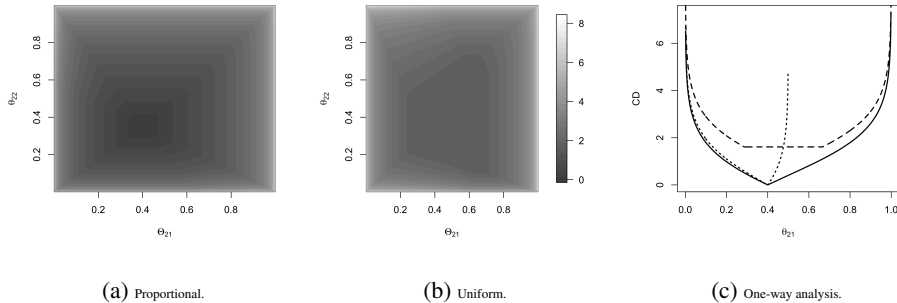 θ22
0.8
0.6
0.4
0.2
0.2 0.4 0.6 0.8
Θ21
θ22
0.8
0.6
0.4
0.2
0.2 0.4 0.6 0.8
Θ21
8
6
4
2
0
CD
6
4
2
0
0.0 0.2 0.4 0.6 0.8 1.0
θ21
(a) Proportional.
(b) Uniform.
(c) One-way analysis.